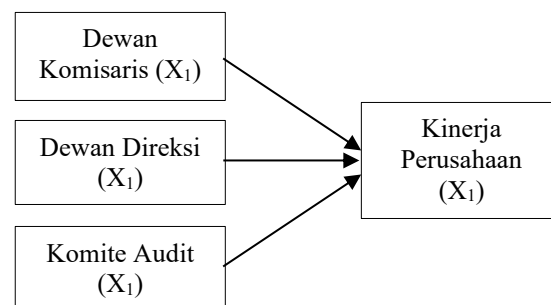 Dewan
Komisaris (X₁)
Dewan Direksi
(X₁)
Komite Audit
(X₁)
Kinerja
Perusahaan
(X₁)